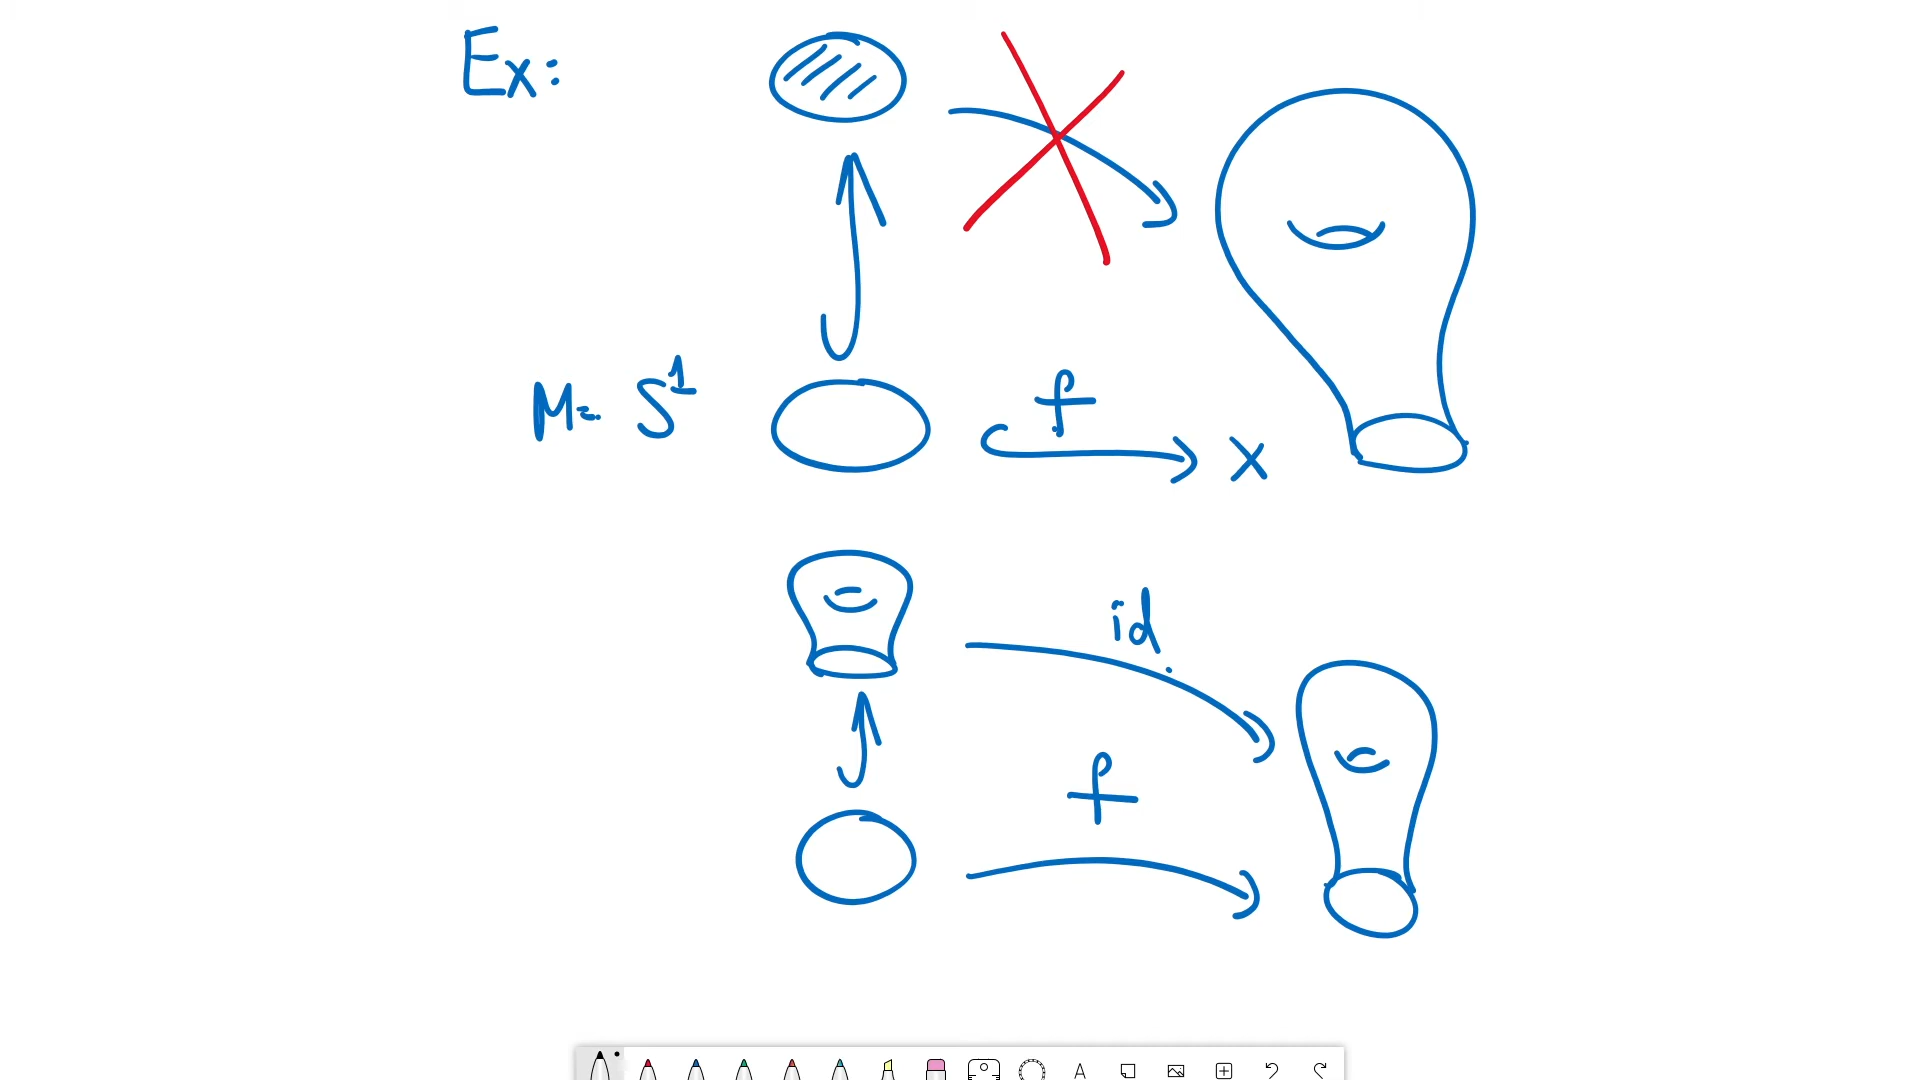 Ex:
M = S^1
f
x
id
f